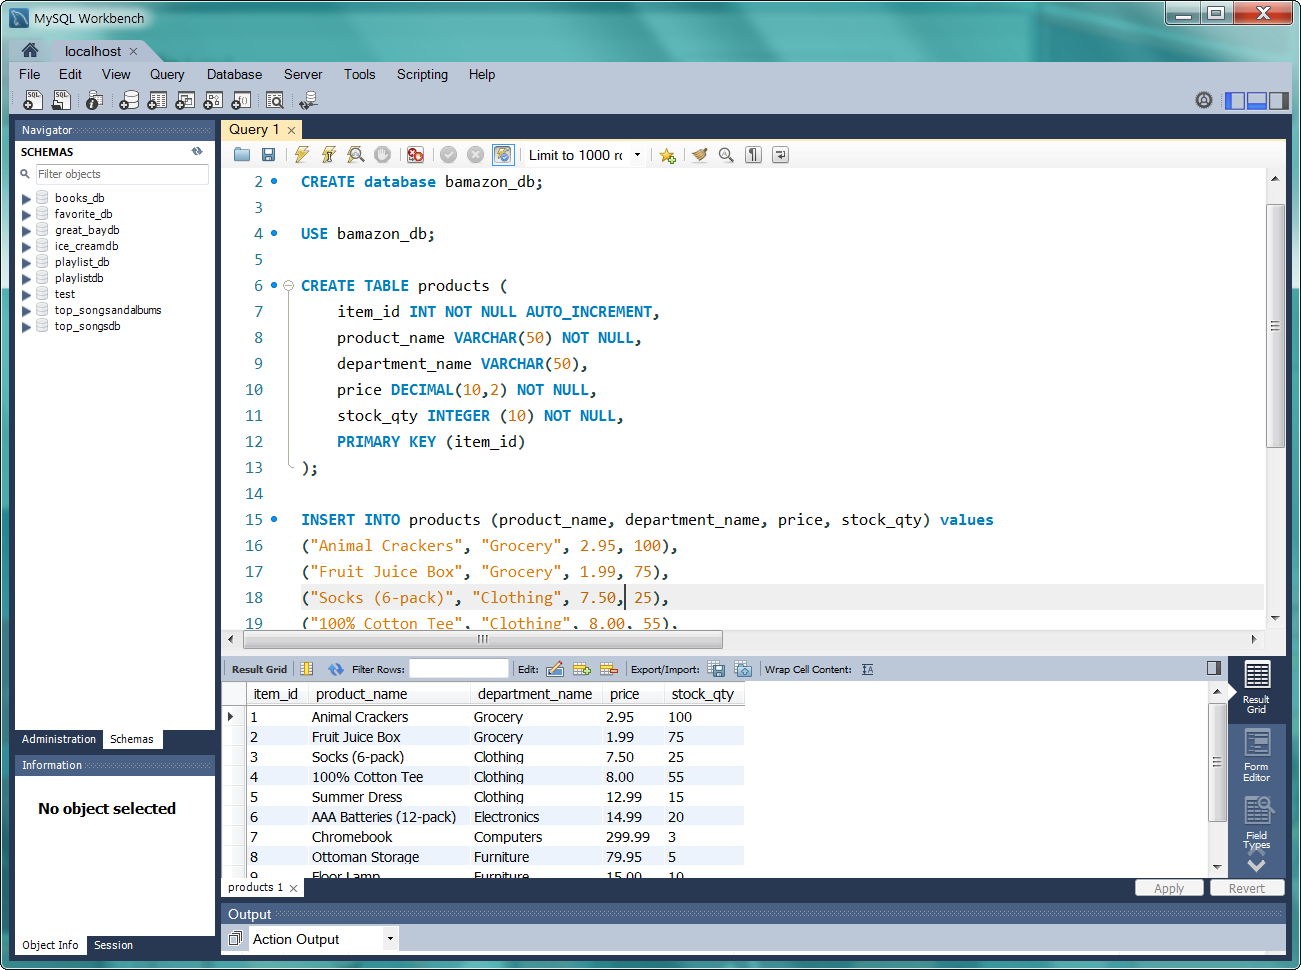 MySQL Workbench
localhost
File Edit View Query Database Server Tools Scripting Help
Navigator
SCHEMAS
Filter objects
books_db
favorite_db
great_baydb
ice_creamdb
playlist_db
playlistdb
test
top_songsandalbums
top_songsdb
Administration Schemas
Information
No object selected
Object Info Session
Query 1
Limit to 1000 rc
2 CREATE database bamazon_db;
3
4 USE bamazon_db;
5
6 CREATE TABLE products (
7 item_id INT NOT NULL AUTO_INCREMENT,
8 product_name VARCHAR(50) NOT NULL,
9 department_name VARCHAR(50),
10 price DECIMAL(10,2) NOT NULL,
11 stock_qty INTEGER (10) NOT NULL,
12 PRIMARY KEY (item_id)
13 );
14
15 INSERT INTO products (product_name, department_name, price, stock_qty) values
16 ("Animal Crackers", "Grocery", 2.95, 100),
17 ("Fruit Juice Box", "Grocery", 1.99, 75),
18 ("Socks (6-pack)", "Clothing", 7.50, 25),
19 ("100% Cotton Tee", "Clothing", 8.00, 55),
Result Grid Filter Rows: Edit: Export/Import: Wrap Cell Content:
item_id product_name department_name price stock_qty
1 Animal Crackers Grocery 2.95 100
2 Fruit Juice Box Grocery 1.99 75
3 Socks (6-pack) Clothing 7.50 25
4 100% Cotton Tee Clothing 8.00 55
5 Summer Dress Clothing 12.99 15
6 AAA Batteries (12-pack) Electronics 14.99 20
7 Chromebook Computers 299.99 3
8 Ottoman Storage Furniture 79.95 5
9 Floor Lamp Furniture 15.00 10
Result
Grid
Form
Editor
Field
Types
products 1
Apply Revert
Output
Action Output